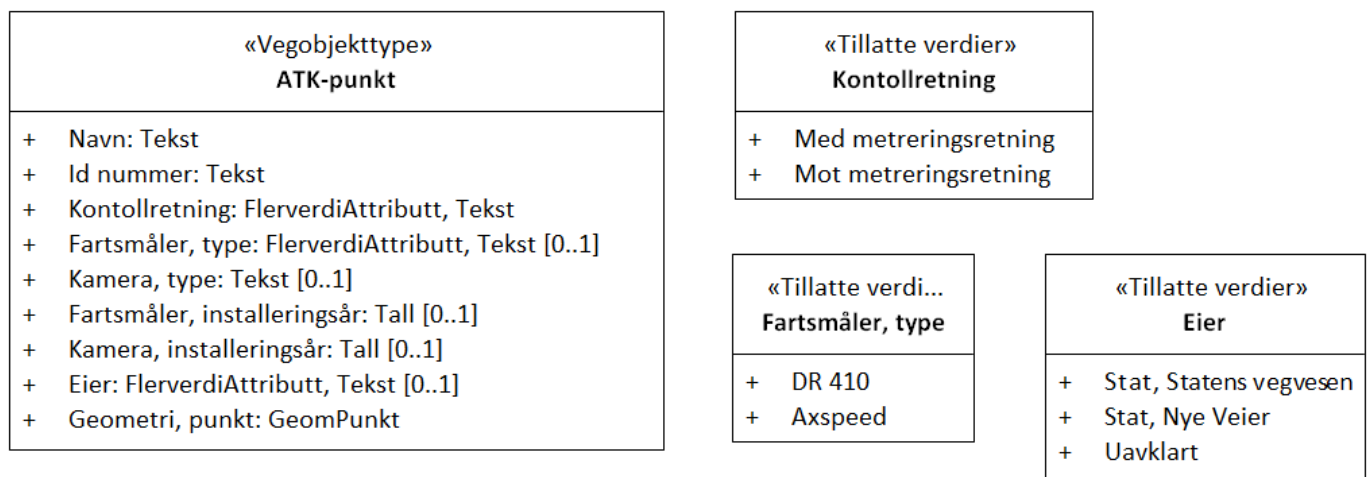 «Vegobjekttype»
ATK-punkt
+ Navn: Tekst
+ Id nummer: Tekst
+ Kontollretning: FlerverdiAttributt, Tekst
+ Fartsmåler, type: FlerverdiAttributt, Tekst [0..1]
+ Kamera, type: Tekst [0..1]
+ Fartsmåler, installeringsår: Tall [0..1]
+ Kamera, installeringsår: Tall [0..1]
+ Eier: FlerverdiAttributt, Tekst [0..1]
+ Geometri, punkt: GeomPunkt
«Tillatte verdier»
Kontollretning
+ Med metreringsretning
+ Mot metreringsretning
«Tillatte verdi...
Fartsmåler, type
+ DR 410
+ Axspeed
«Tillatte verdier»
Eier
+ Stat, Statens vegvesen
+ Stat, Nye Veier
+ Uavklart